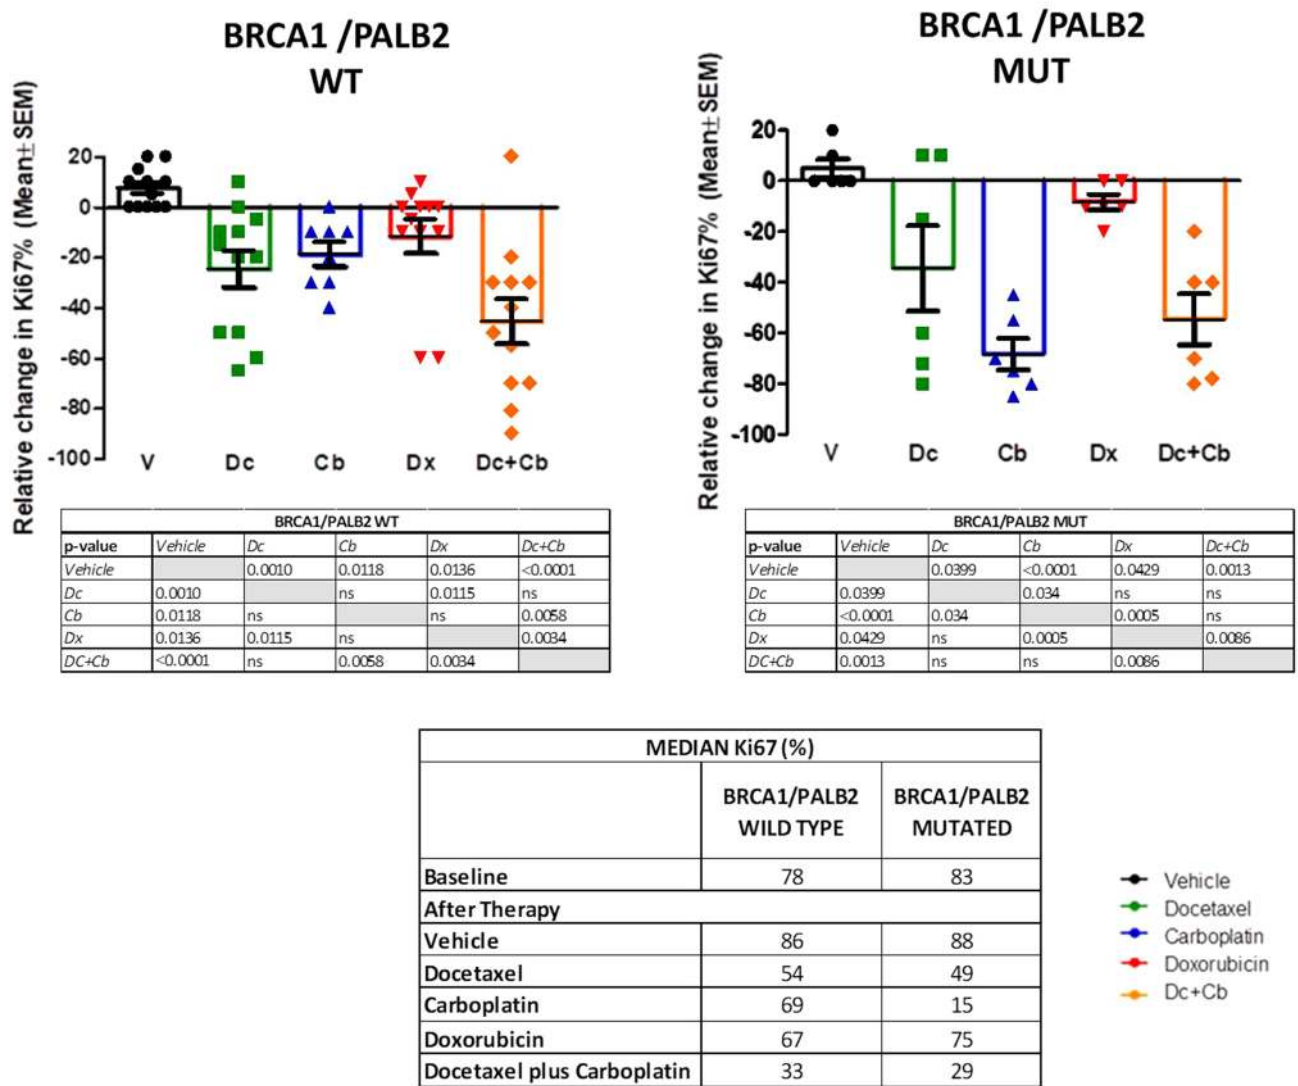 BRCA1 /PALB2
WT
Relative change in Ki67% (Mean±SEM)
20
0
-20
-40
-60
-80
-100
V Dc Cb Dx Dc+Cb
BRCA1 /PALB2
MUT
Relative change in Ki67% (Mean±SEM)
20
0
-20
-40
-60
-80
-100
V Dc Cb Dx Dc+Cb
BRCA1/PALB2 WT
p-value Vehicle Dc Cb Dx Dc+Cb
Vehicle 0.0010 0.0118 0.0136 <0.0001
Dc 0.0010 ns 0.0115 ns
Cb 0.0118 ns ns 0.0058
Dx 0.0136 0.0115 ns 0.0034
DC+Cb <0.0001 ns 0.0058 0.0034
BRCA1/PALB2 MUT
p-value Vehicle Dc Cb Dx Dc+Cb
Vehicle 0.0399 <0.0001 0.0429 0.0013
Dc 0.0399 0.034 ns ns
Cb <0.0001 0.034 0.0005 ns
Dx 0.0429 ns 0.0005 0.0086
DC+Cb 0.0013 ns ns 0.0086
MEDIAN Ki67 (%)
BRCA1/PALB2 WILD TYPE BRCA1/PALB2 MUTATED
Baseline 78 83
After Therapy
Vehicle 86 88
Docetaxel 54 49
Carboplatin 69 15
Doxorubicin 67 75
Docetaxel plus Carboplatin 33 29
Vehicle
Docetaxel
Carboplatin
Doxorubicin
Dc+Cb